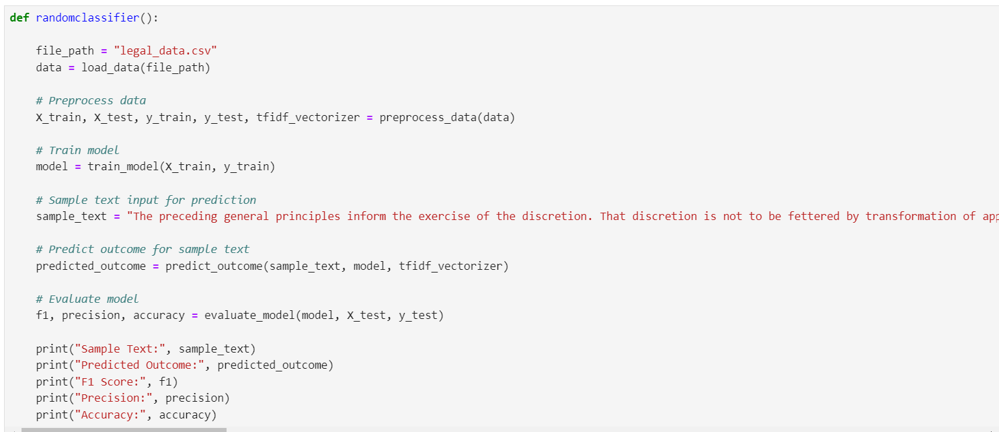 def randomclassifier():
file_path = "legal_data.csv"
data = load_data(file_path)
# Preprocess data
X_train, X_test, y_train, y_test, tfidf_vectorizer = preprocess_data(data)
# Train model
model = train_model(X_train, y_train)
# Sample text input for prediction
sample_text = "The preceding general principles inform the exercise of the discretion. That discretion is not to be fettered by transformation of
# Predict outcome for sample text
predicted_outcome = predict_outcome(sample_text, model, tfidf_vectorizer)
# Evaluate model
f1, precision, accuracy = evaluate_model(model, X_test, y_test)
print("Sample Text:", sample_text)
print("Predicted Outcome:", predicted_outcome)
print("F1 Score:", f1)
print("Precision:", precision)
print("Accuracy:", accuracy)